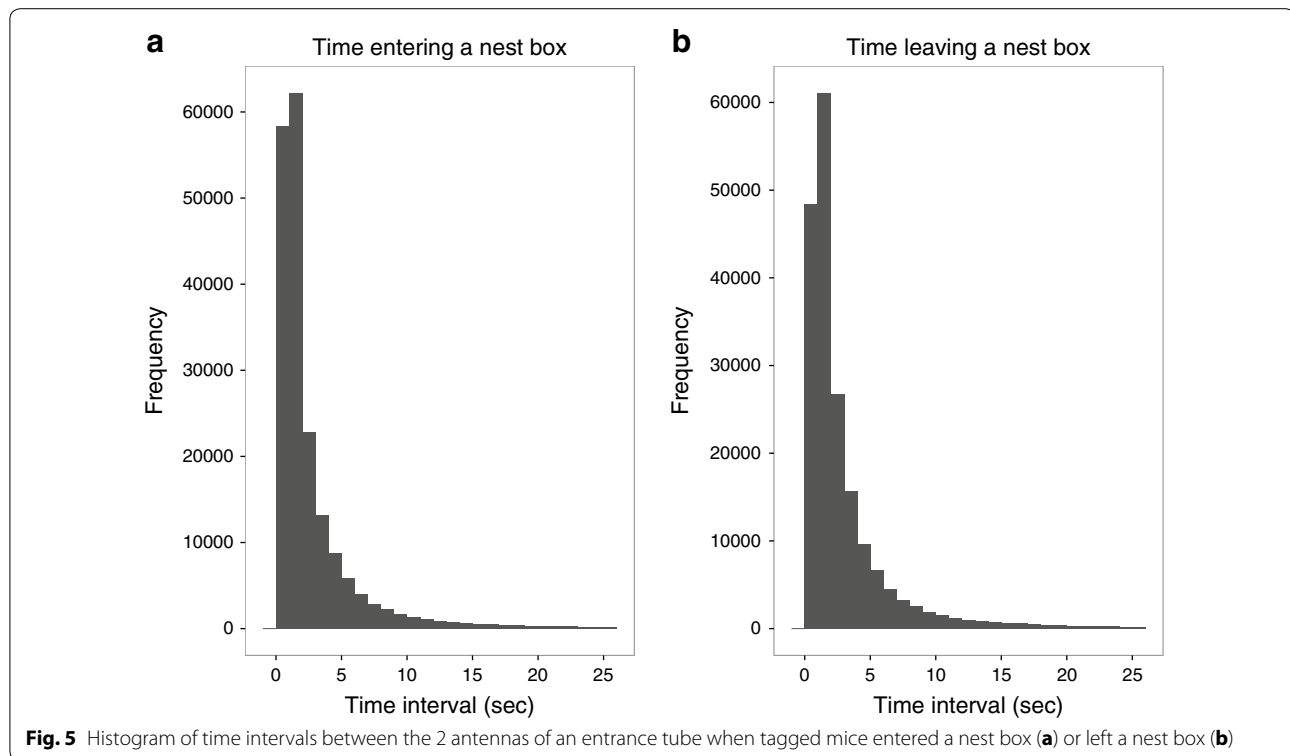 a
Time entering a nest box
60000
50000
40000
30000
20000
10000
0
Frequency
0 5 10 15 20 25
Time interval (sec)
b
Time leaving a nest box
60000
50000
40000
30000
20000
10000
0
Frequency
0 5 10 15 20 25
Time interval (sec)
Fig. 5 Histogram of time intervals between the 2 antennas of an entrance tube when tagged mice entered a nest box (a) or left a nest box (b)